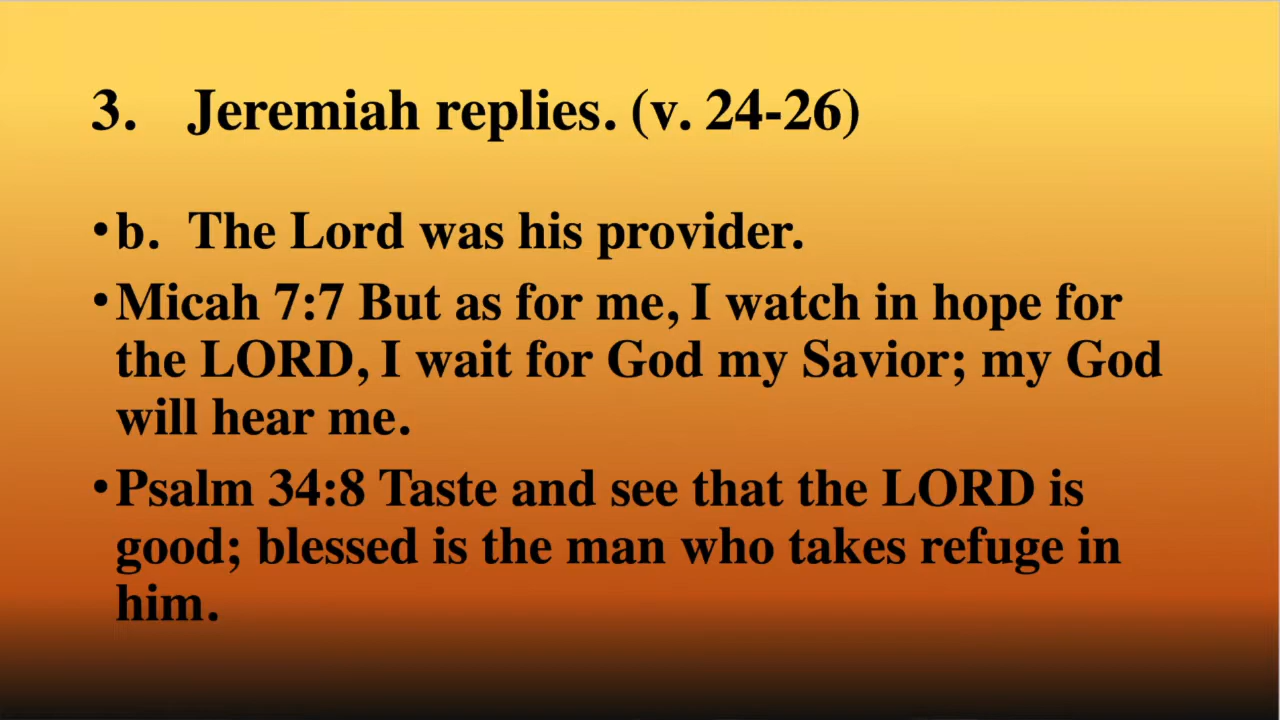 3. Jeremiah replies. (v. 24-26)
•b. The Lord was his provider.
•Micah 7:7 But as for me, I watch in hope for
the LORD, I wait for God my Savior; my God
will hear me.
•Psalm 34:8 Taste and see that the LORD is
good; blessed is the man who takes refuge in
him.